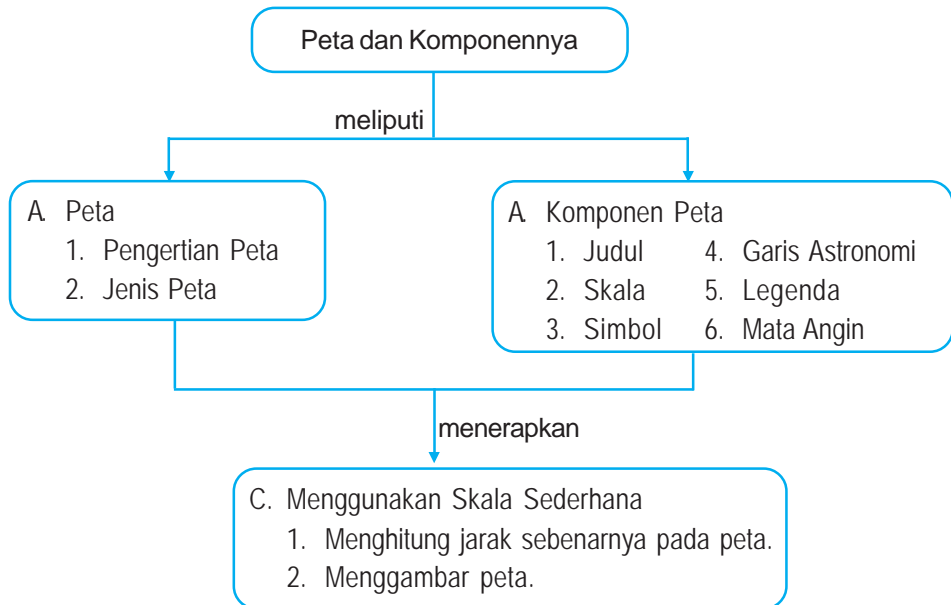 Peta dan Komponennya
meliputi
A. Peta
1. Pengertian Peta
2. Jenis Peta
A. Komponen Peta
1. Judul 4. Garis Astronomi
2. Skala 5. Legenda
3. Simbol 6. Mata Angin
menerapkan
C. Menggunakan Skala Sederhana
1. Menghitung jarak sebenarnya pada peta.
2. Menggambar peta.